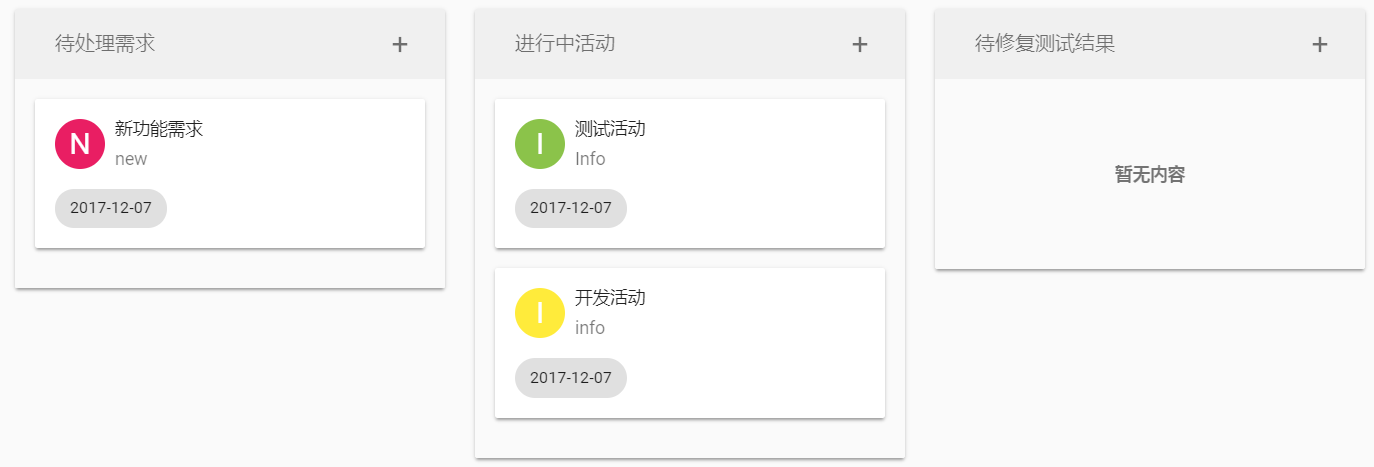 待处理需求 +
N 新功能需求
new
2017-12-07
进行中活动 +
I 测试活动
Info
2017-12-07
I 开发活动
info
2017-12-07
待修复测试结果 +
暂无内容